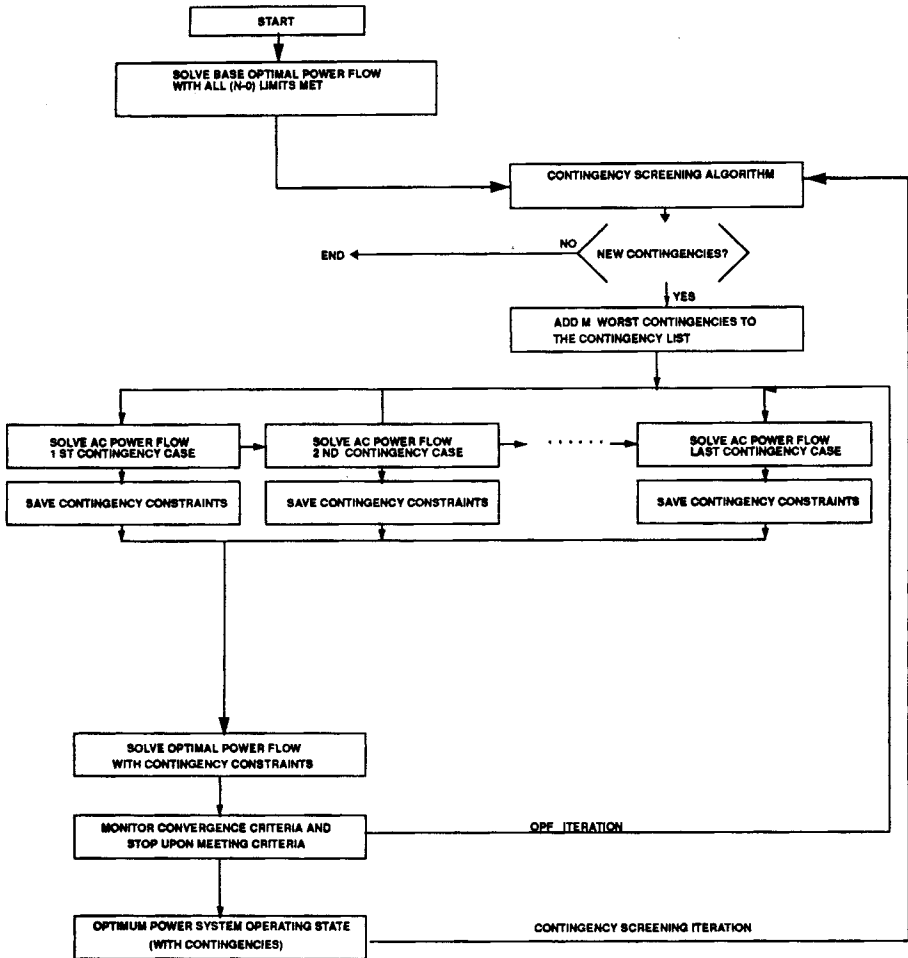 START
SOLVE BASE OPTIMAL POWER FLOW
WITH ALL (N-0) LIMITS MET
CONTINGENCY SCREENING ALGORITHM
NO
NEW CONTINGENCIES?
END
YES
ADD M WORST CONTINGENCIES TO
THE CONTINGENCY LIST
SOLVE AC POWER FLOW
1 ST CONTINGENCY CASE
SOLVE AC POWER FLOW
2 ND CONTINGENCY CASE
SOLVE AC POWER FLOW
LAST CONTINGENCY CASE
SAVE CONTINGENCY CONSTRAINTS
SAVE CONTINGENCY CONSTRAINTS
SAVE CONTINGENCY CONSTRAINTS
SOLVE OPTIMAL POWER FLOW
WITH CONTINGENCY CONSTRAINTS
MONITOR CONVERGENCE CRITERIA AND
STOP UPON MEETING CRITERIA
OPF ITERATION
OPTIMUM POWER SYSTEM OPERATING STATE
(WITH CONTINGENCIES)
CONTINGENCY SCREENING ITERATION